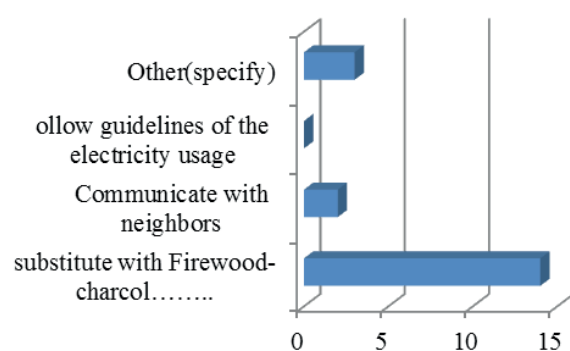 Other(specify)
ollow guidelines of the
electricity usage
Communicate with
neighbors
substitute with Firewood-
charcol……..
0 5 10 15